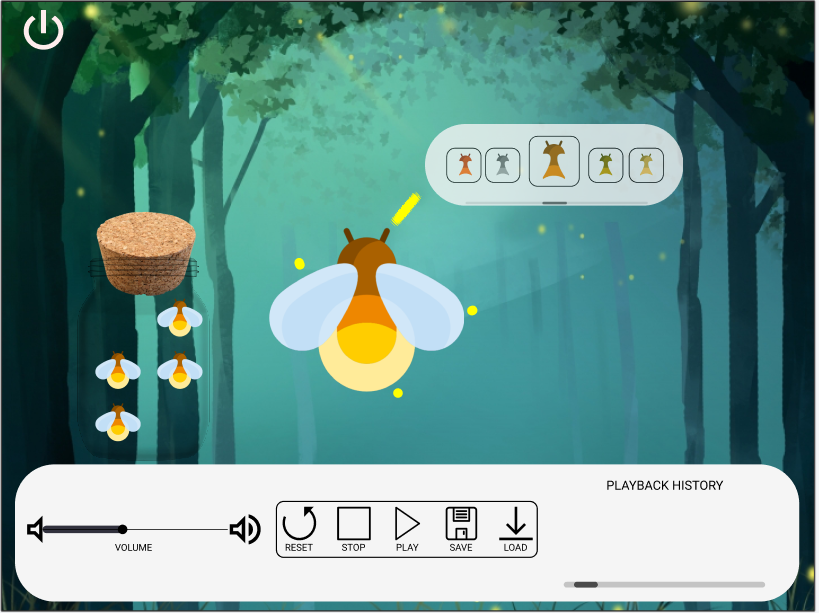 PLAYBACK HISTORY
VOLUME
RESET
STOP
PLAY
SAVE
LOAD